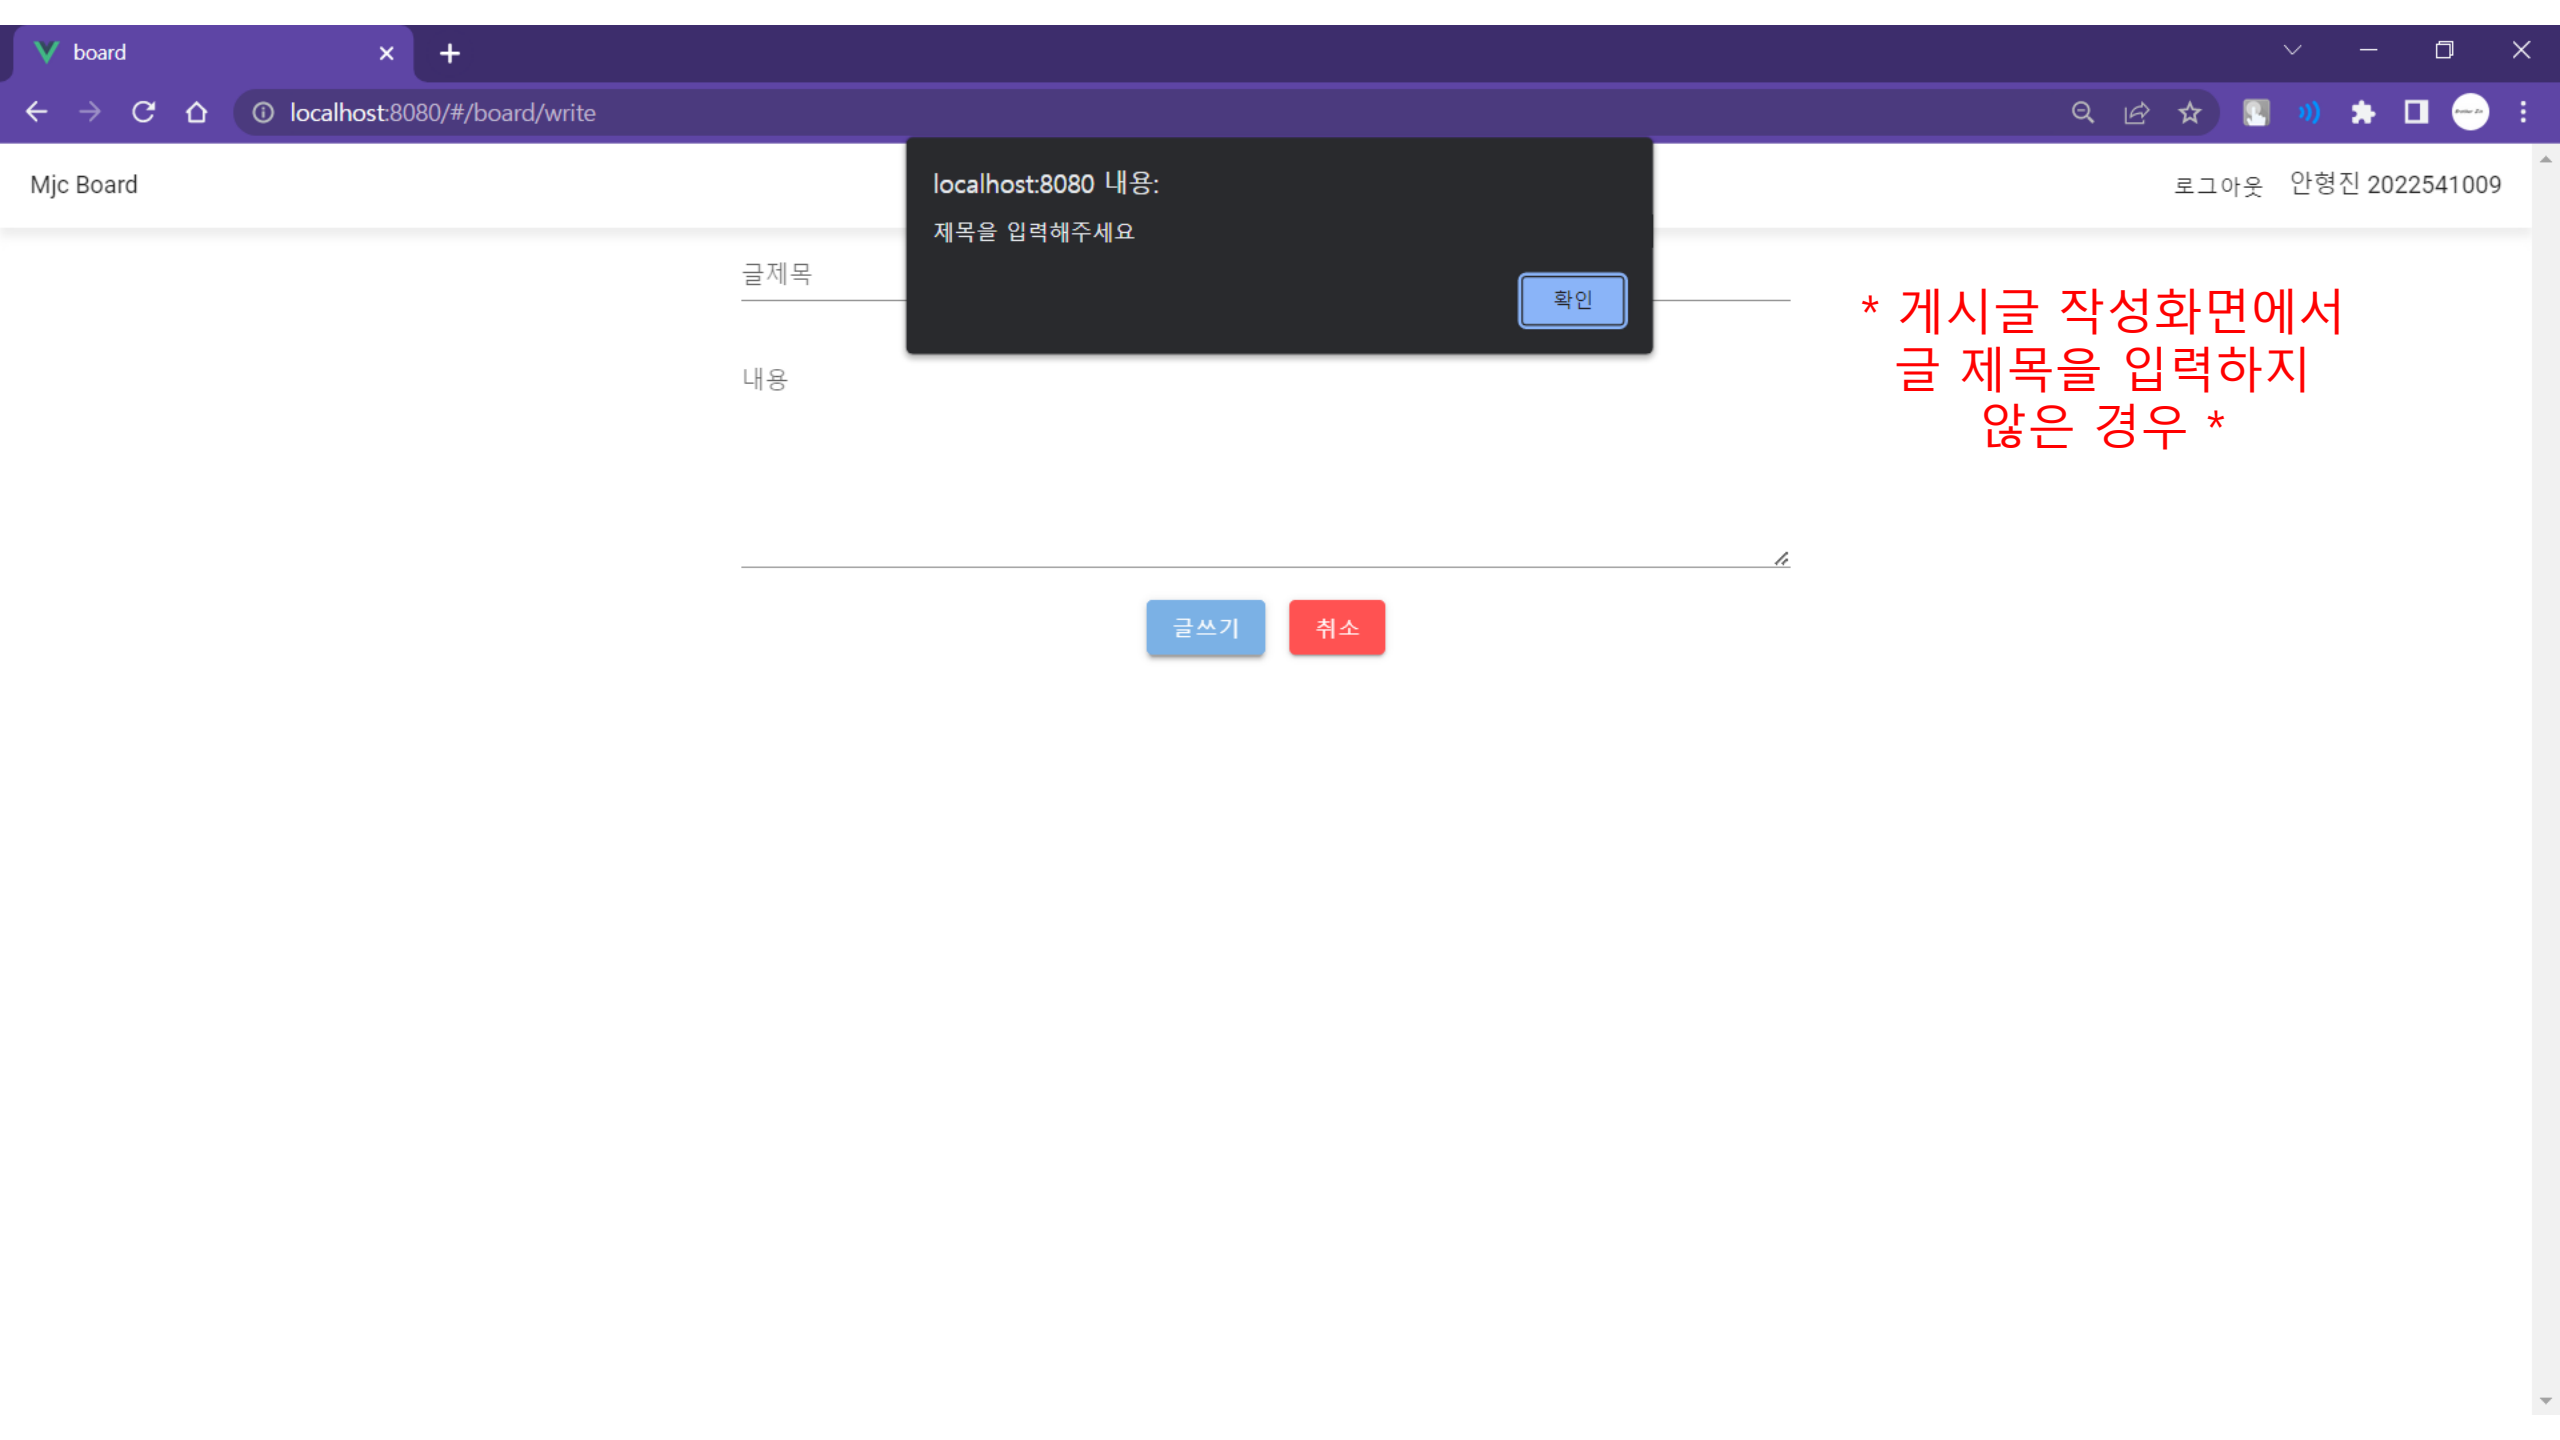 board
localhost:8080/#/board/write
Mjc Board
로그아웃 안형진 2022541009
localhost:8080 내용:
제목을 입력해주세요
확인
글제목
내용
글쓰기 취소
* 게시글 작성화면에서
글 제목을 입력하지
않은 경우 *